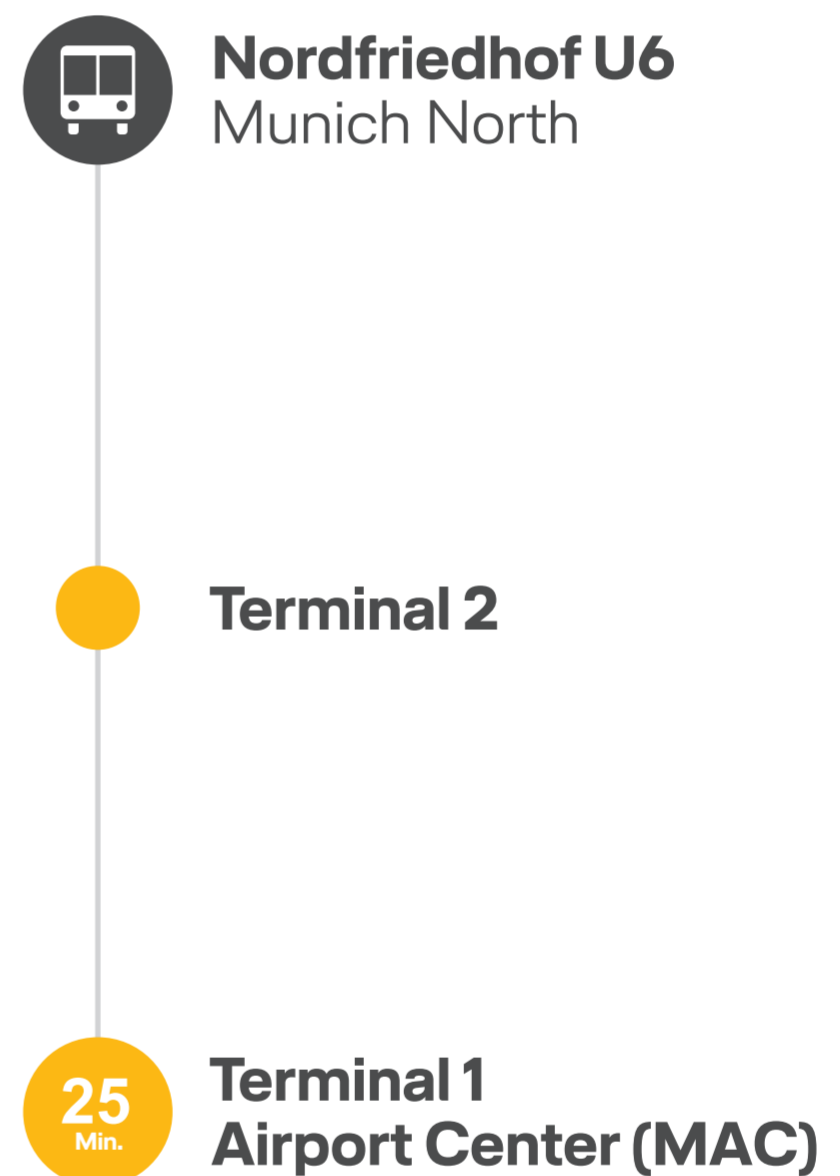 Nordfriedhof U6
Munich North
Terminal 2
25
Min.
Terminal 1
Airport Center (MAC)